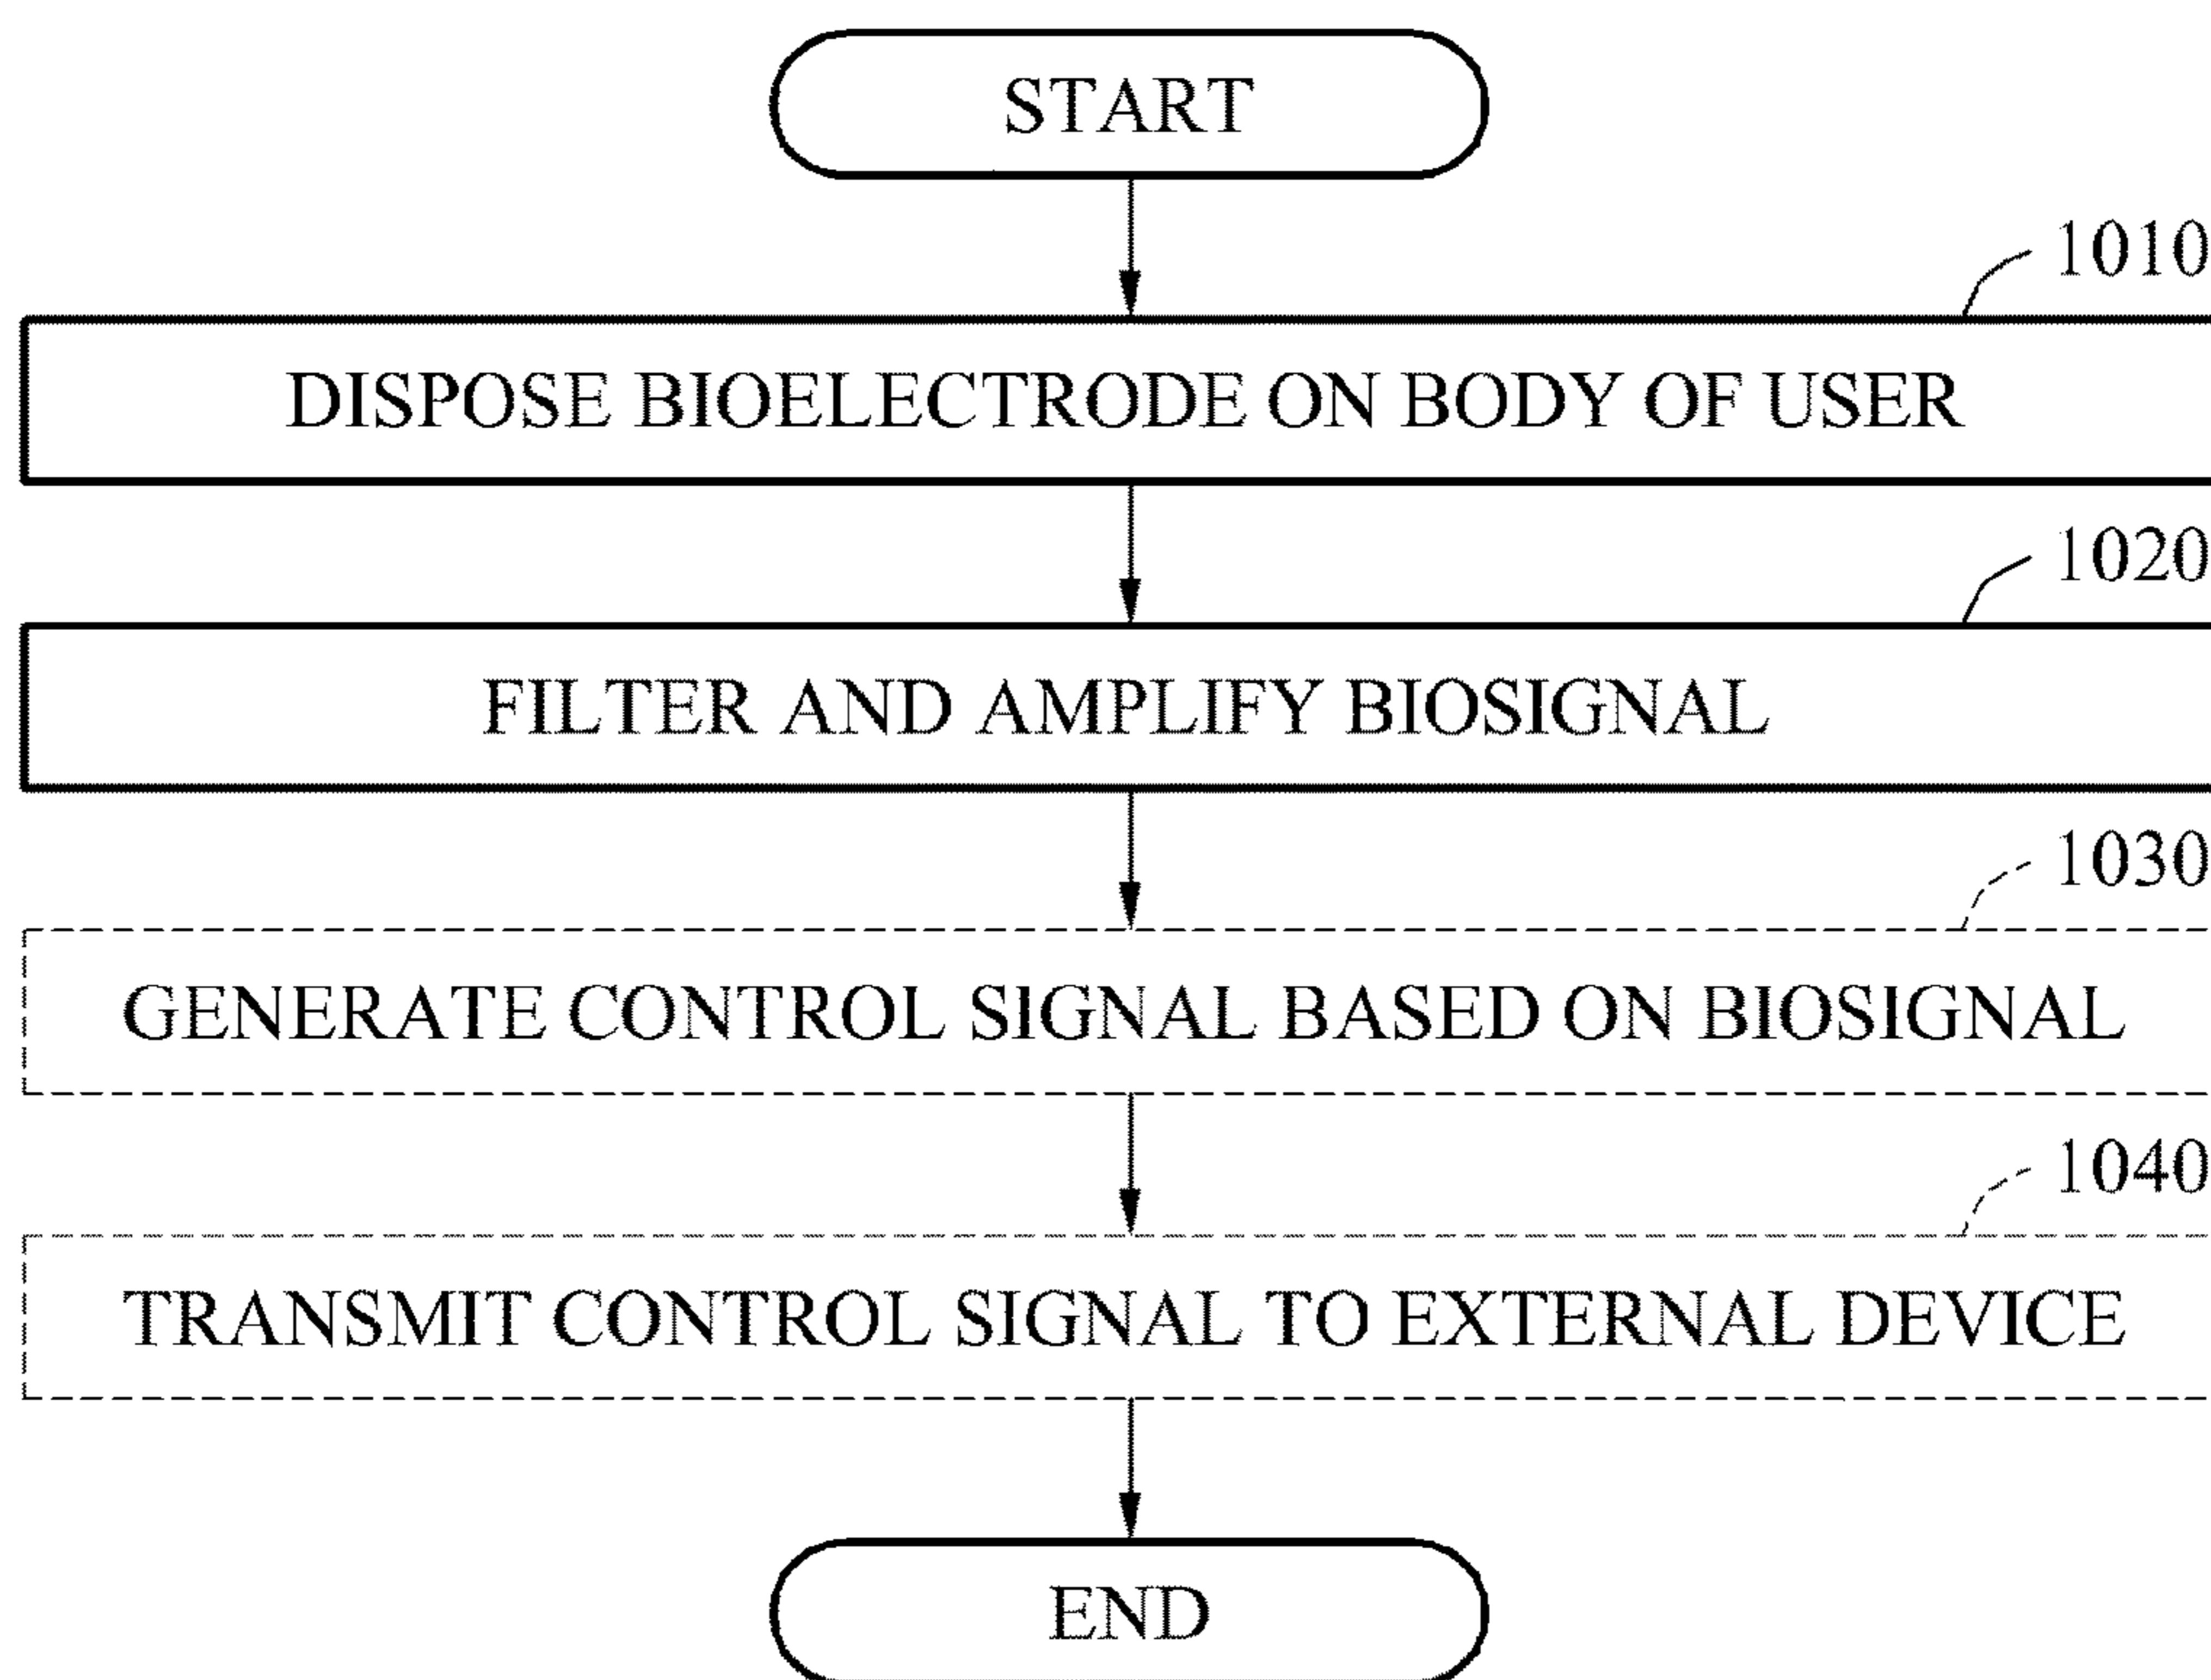 START
1010
DISPOSE BIOELECTRODE ON BODY OF USER
1020
FILTER AND AMPLIFY BIOSIGNAL
1030
GENERATE CONTROL SIGNAL BASED ON BIOSIGNAL
1040
TRANSMIT CONTROL SIGNAL TO EXTERNAL DEVICE
END